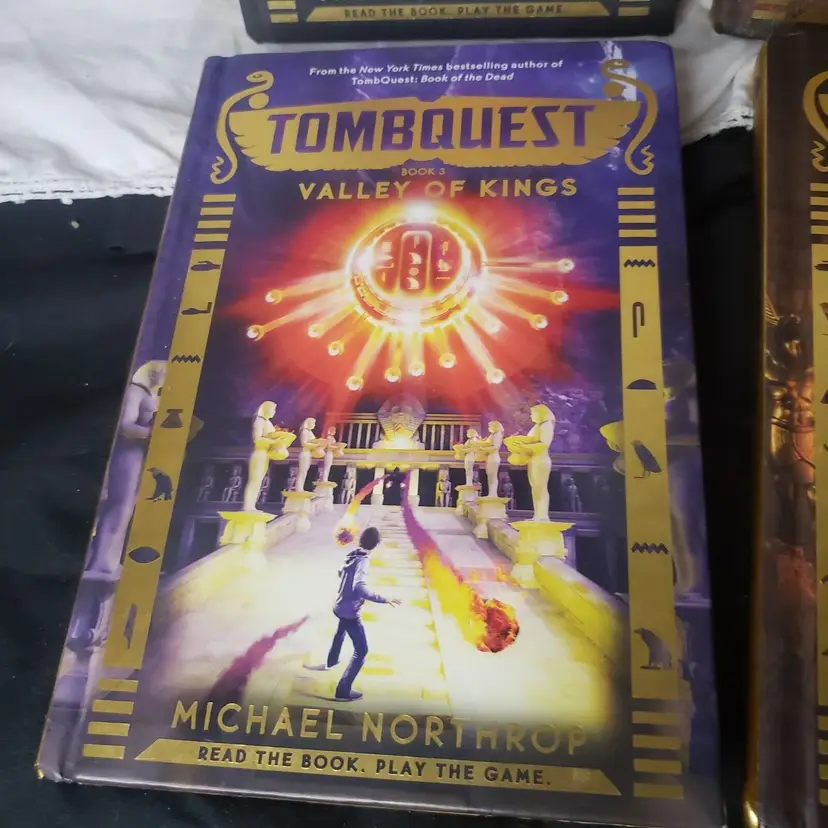 READ THE BOOK. PLAY THE GAME
From the New York Times bestselling author of
TombQuest: Book of the Dead
TOMBQUEST
BOOK 3
VALLEY OF KINGS
MICHAEL NORTHROP
READ THE BOOK. PLAY THE GAME.